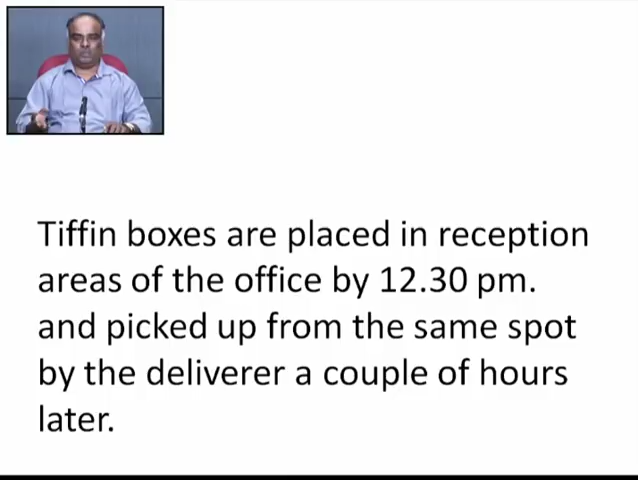 Tiffin boxes are placed in reception
areas of the office by 12.30 pm.
and picked up from the same spot
by the deliverer a couple of hours
later.